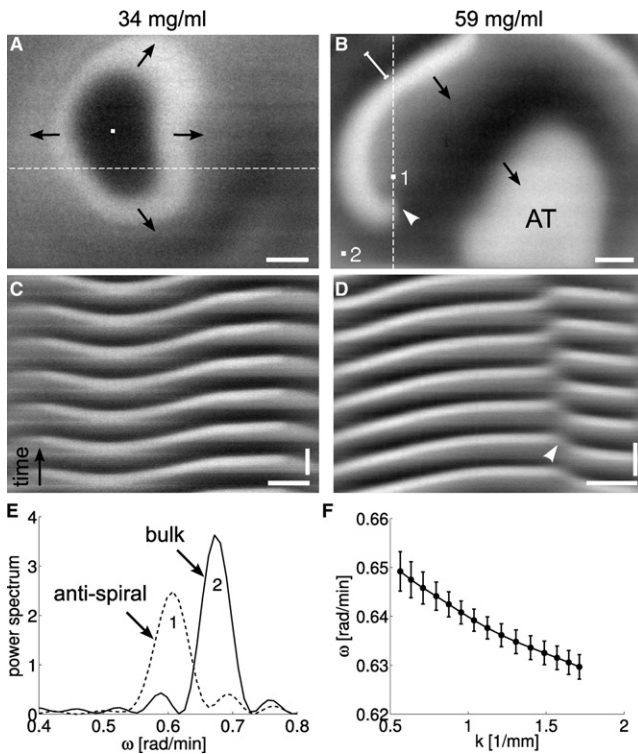 34 mg/ml
59 mg/ml
A
B
1
2
AT
C
time
D
E
power spectrum
4
3
2
1
0
bulk
anti-spiral
1
2
0.4 0.5 0.6 0.7 0.8
ω [rad/min]
F
ω [rad/min]
0.66
0.65
0.64
0.63
0.62
0.5 1 1.5 2
k [1/mm]